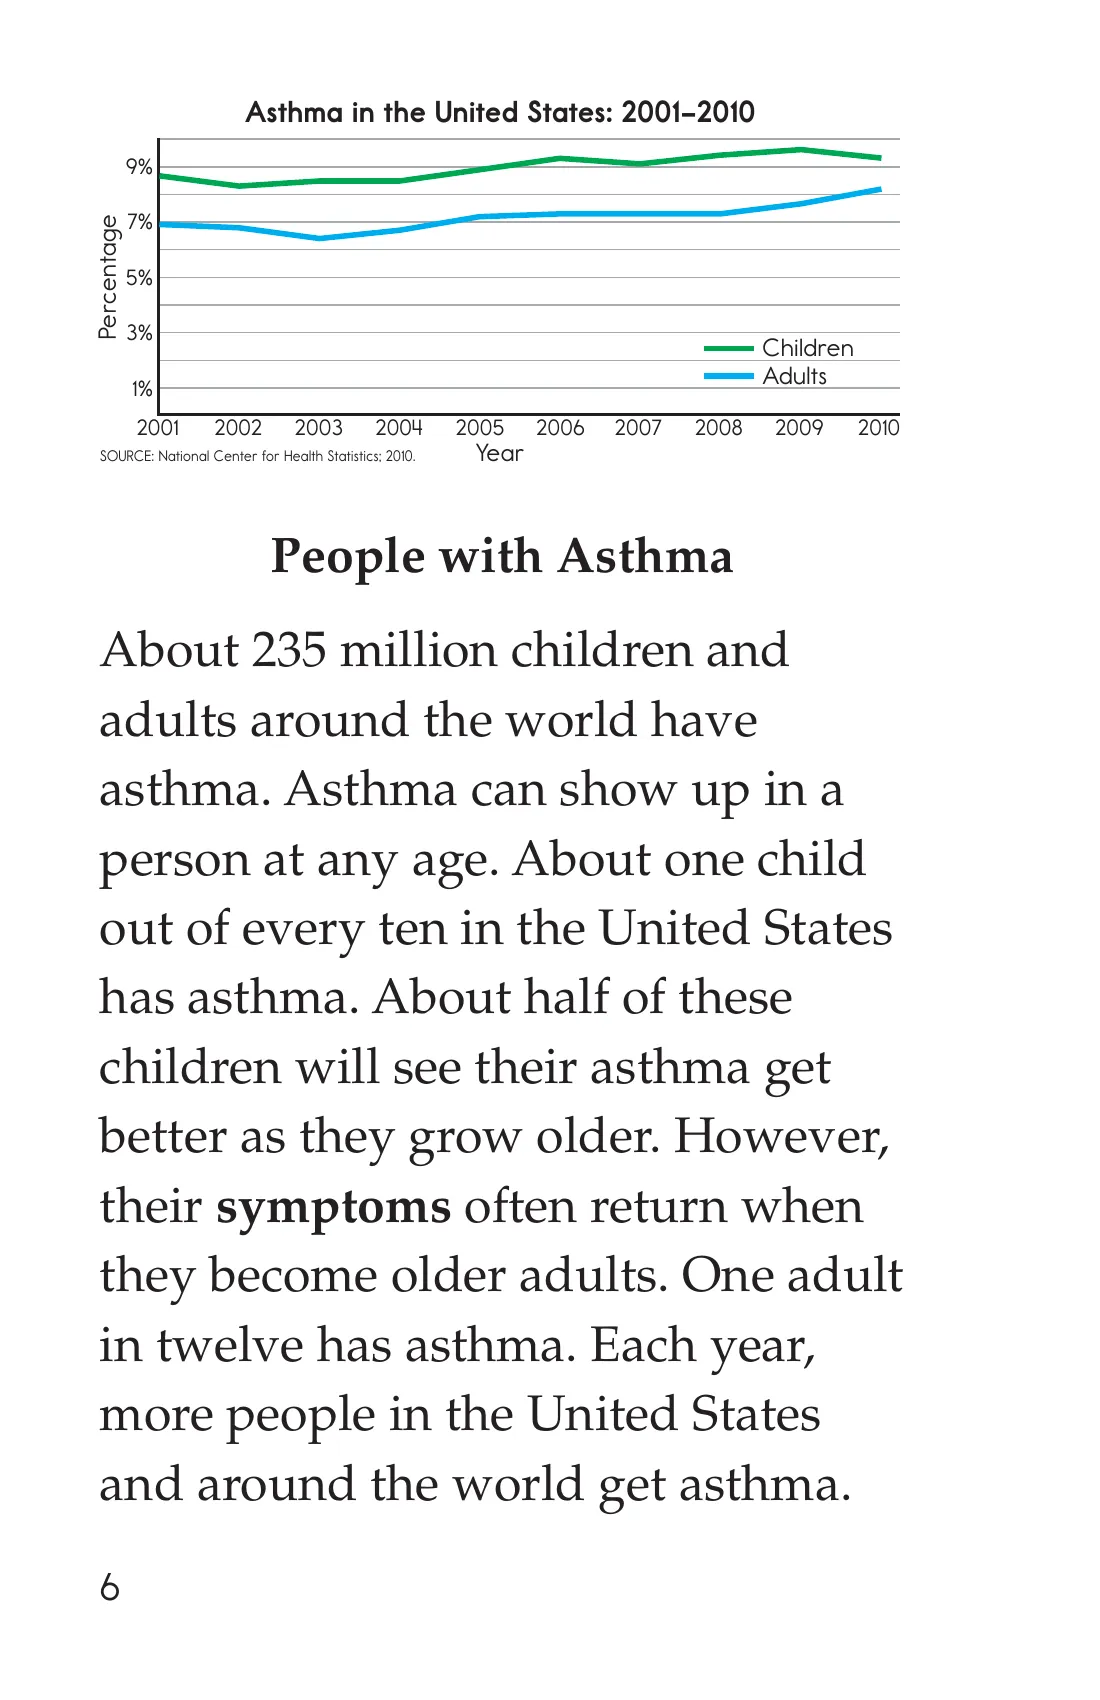 Asthma in the United States: 2001–2010
9%
7%
5%
3%
1%
Percentage
Children
Adults
2001 2002 2003 2004 2005 2006 2007 2008 2009 2010
Year
SOURCE: National Center for Health Statistics; 2010.
People with Asthma
About 235 million children and
adults around the world have
asthma. Asthma can show up in a
person at any age. About one child
out of every ten in the United States
has asthma. About half of these
children will see their asthma get
better as they grow older. However,
their symptoms often return when
they become older adults. One adult
in twelve has asthma. Each year,
more people in the United States
and around the world get asthma.
6